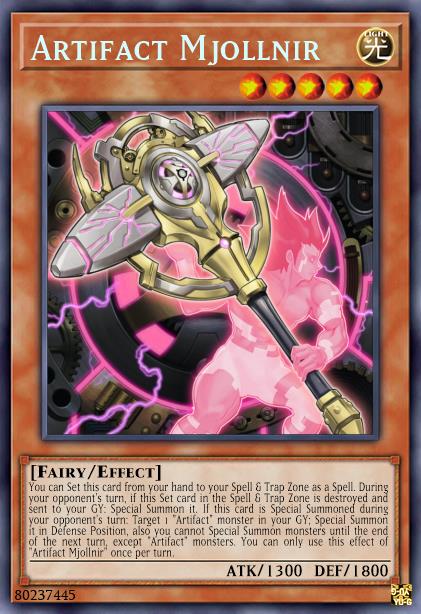 Artifact Mjollnir
LIGHT
光
[Fairy/Effect]
You can Set this card from your hand to your Spell & Trap Zone as a Spell. During
your opponent's turn, if this Set card in the Spell & Trap Zone is destroyed and
sent to your GY: Special Summon it. If this card is Special Summoned during
your opponent's turn: Target 1 "Artifact" monster in your GY; Special Summon
it in Defense Position, also you cannot Special Summon monsters until the end
of the next turn, except "Artifact" monsters. You can only use this effect of
"Artifact Mjollnir" once per turn.
ATK/1300 DEF/1800
80237445